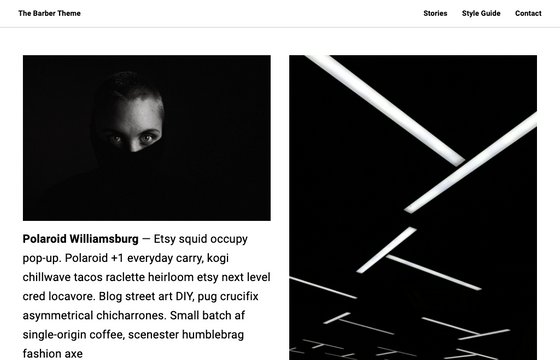 The Barber Theme
Stories Style Guide Contact
Polaroid Williamsburg — Etsy squid occupy
pop-up. Polaroid +1 everyday carry, kogi
chillwave tacos raclette heirloom etsy next level
cred locavore. Blog street art DIY, pug crucifix
asymmetrical chicharrones. Small batch af
single-origin coffee, scenester humblebrag
fashion axe